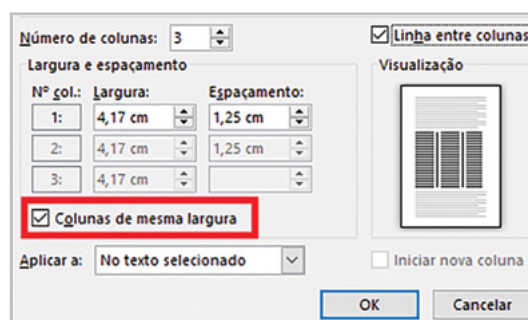 Número de colunas: 3 Linha entre colunas
Largura e espaçamento Visualização
Nº col.: Largura: Espaçamento:
1: 4,17 cm 1,25 cm
2: 4,17 cm 1,25 cm
3: 4,17 cm
Colunas de mesma largura
Aplicar a: No texto selecionado Iniciar nova coluna
OK Cancelar